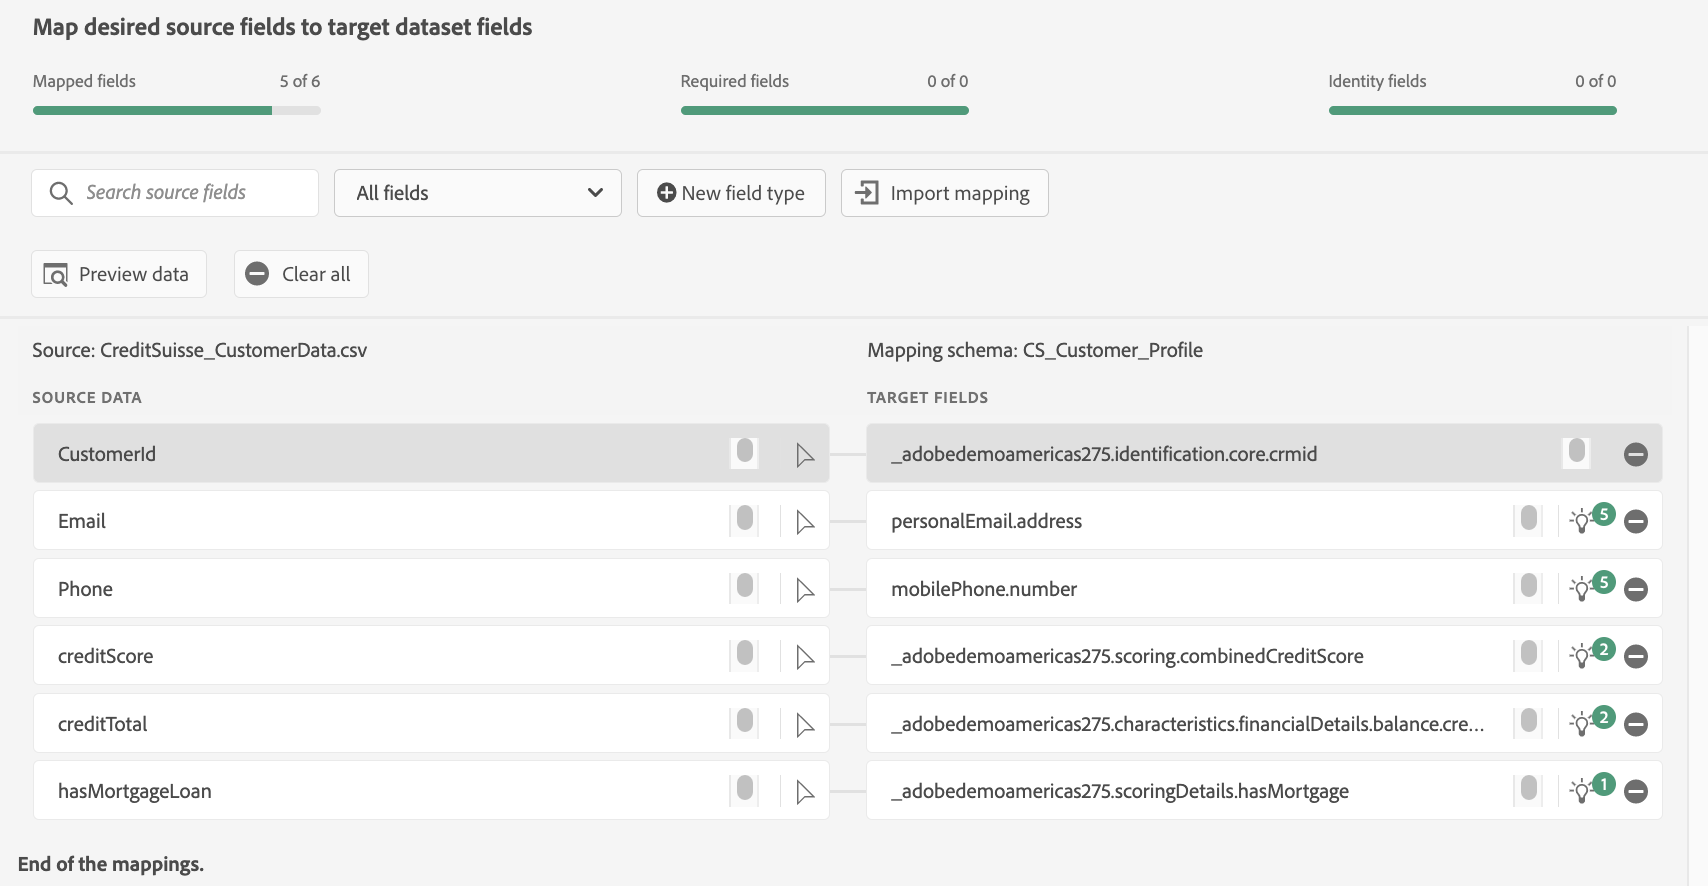 Map desired source fields to target dataset fields
Mapped fields 5 of 6
Required fields 0 of 0
Identity fields 0 of 0
Search source fields
All fields
New field type
Import mapping
Preview data
Clear all
Source: CreditSuisse_CustomerData.csv
Mapping schema: CS_Customer_Profile
SOURCE DATA
TARGET FIELDS
CustomerId
_adobedemoamericas275.identification.core.crmid
Email
personalEmail.address
5
Phone
mobilePhone.number
5
creditScore
_adobedemoamericas275.scoring.combinedCreditScore
2
creditTotal
_adobedemoamericas275.characteristics.financialDetails.balance.cre...
2
hasMortgageLoan
_adobedemoamericas275.scoringDetails.hasMortgage
1
End of the mappings.